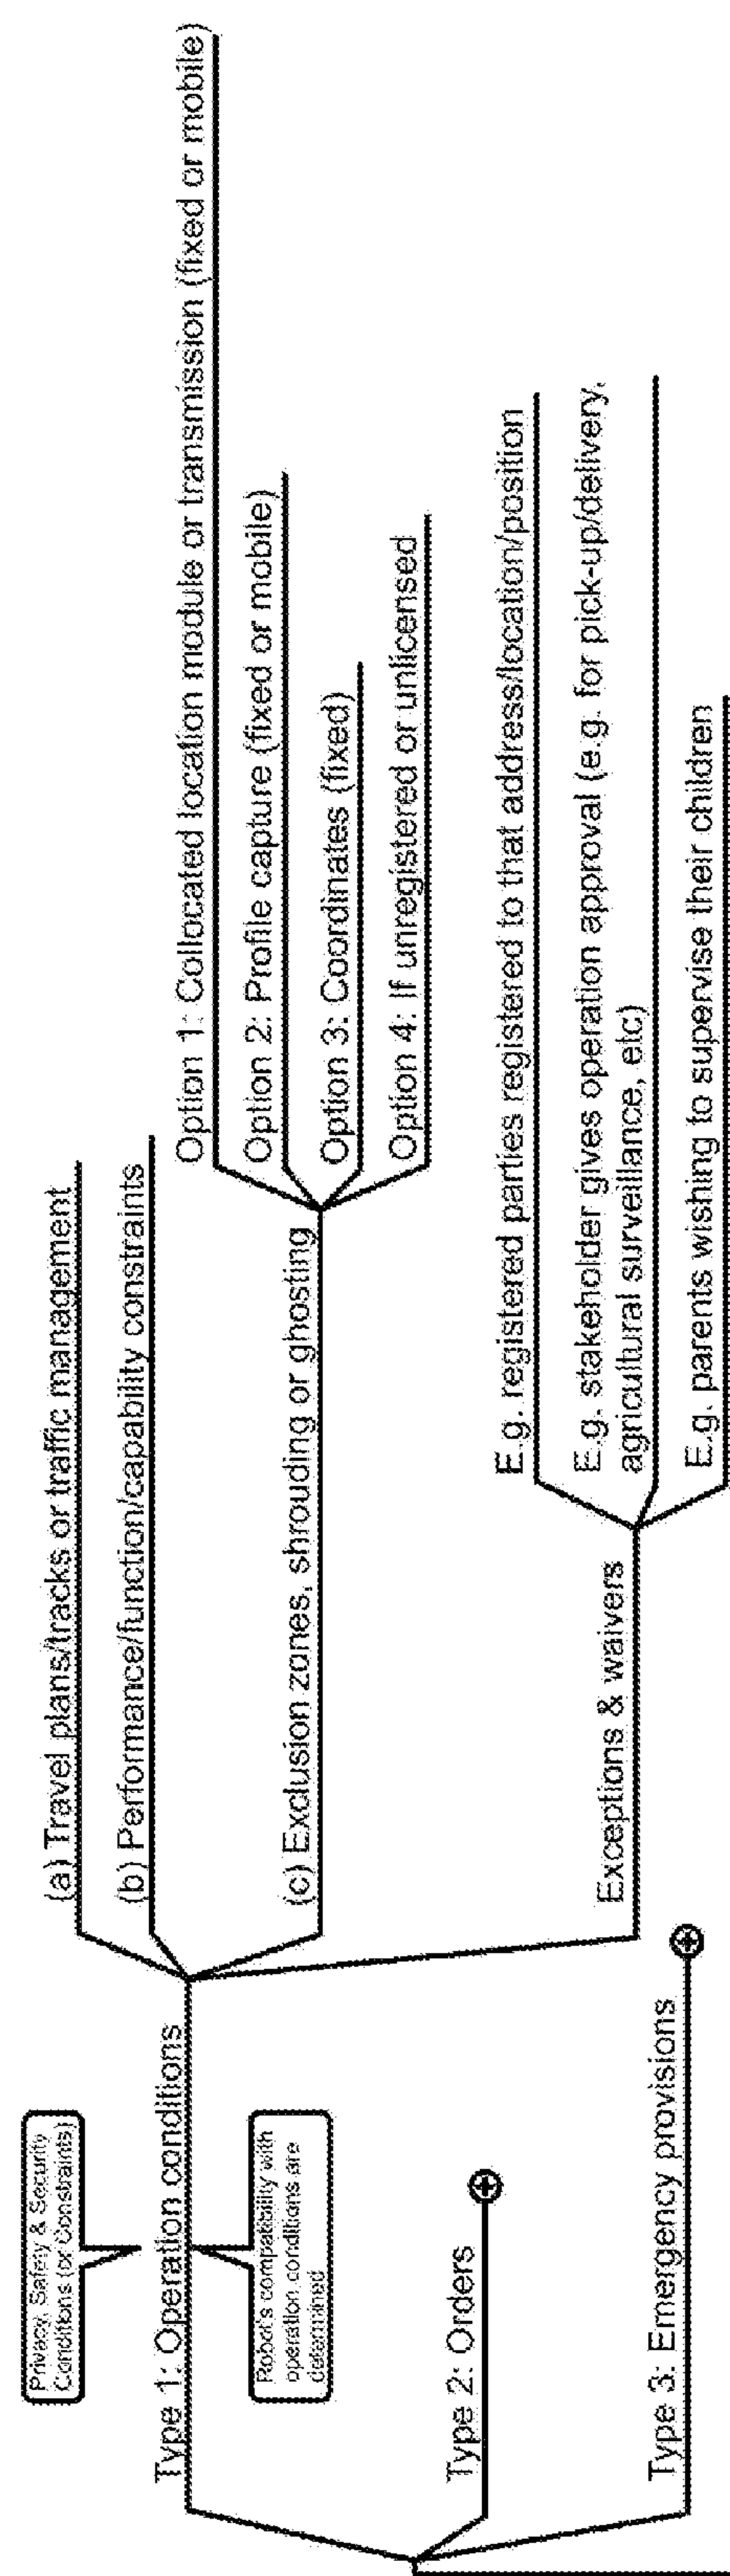 Privacy, Safety & Security
Conditions (or Constraints)
Type 1: Operation conditions
Robot's compatibility with
operation conditions are
determined
(a) Travel plans/tracks or traffic management
(b) Performance/function/capability constraints
(c) Exclusion zones, shrouding or ghosting
Option 1: Collocated location module or transmission (fixed or mobile)
Option 2: Profile capture (fixed or mobile)
Option 3: Coordinates (fixed)
Option 4: If unregistered or unlicensed
Exceptions & waivers
E.g. registered parties registered to that address/location/position
E.g. stakeholder gives operation approval (e.g. for pick-up/delivery,
agricultural surveillance, etc)
E.g. parents wishing to supervise their children
Type 2: Orders
Type 3: Emergency provisions